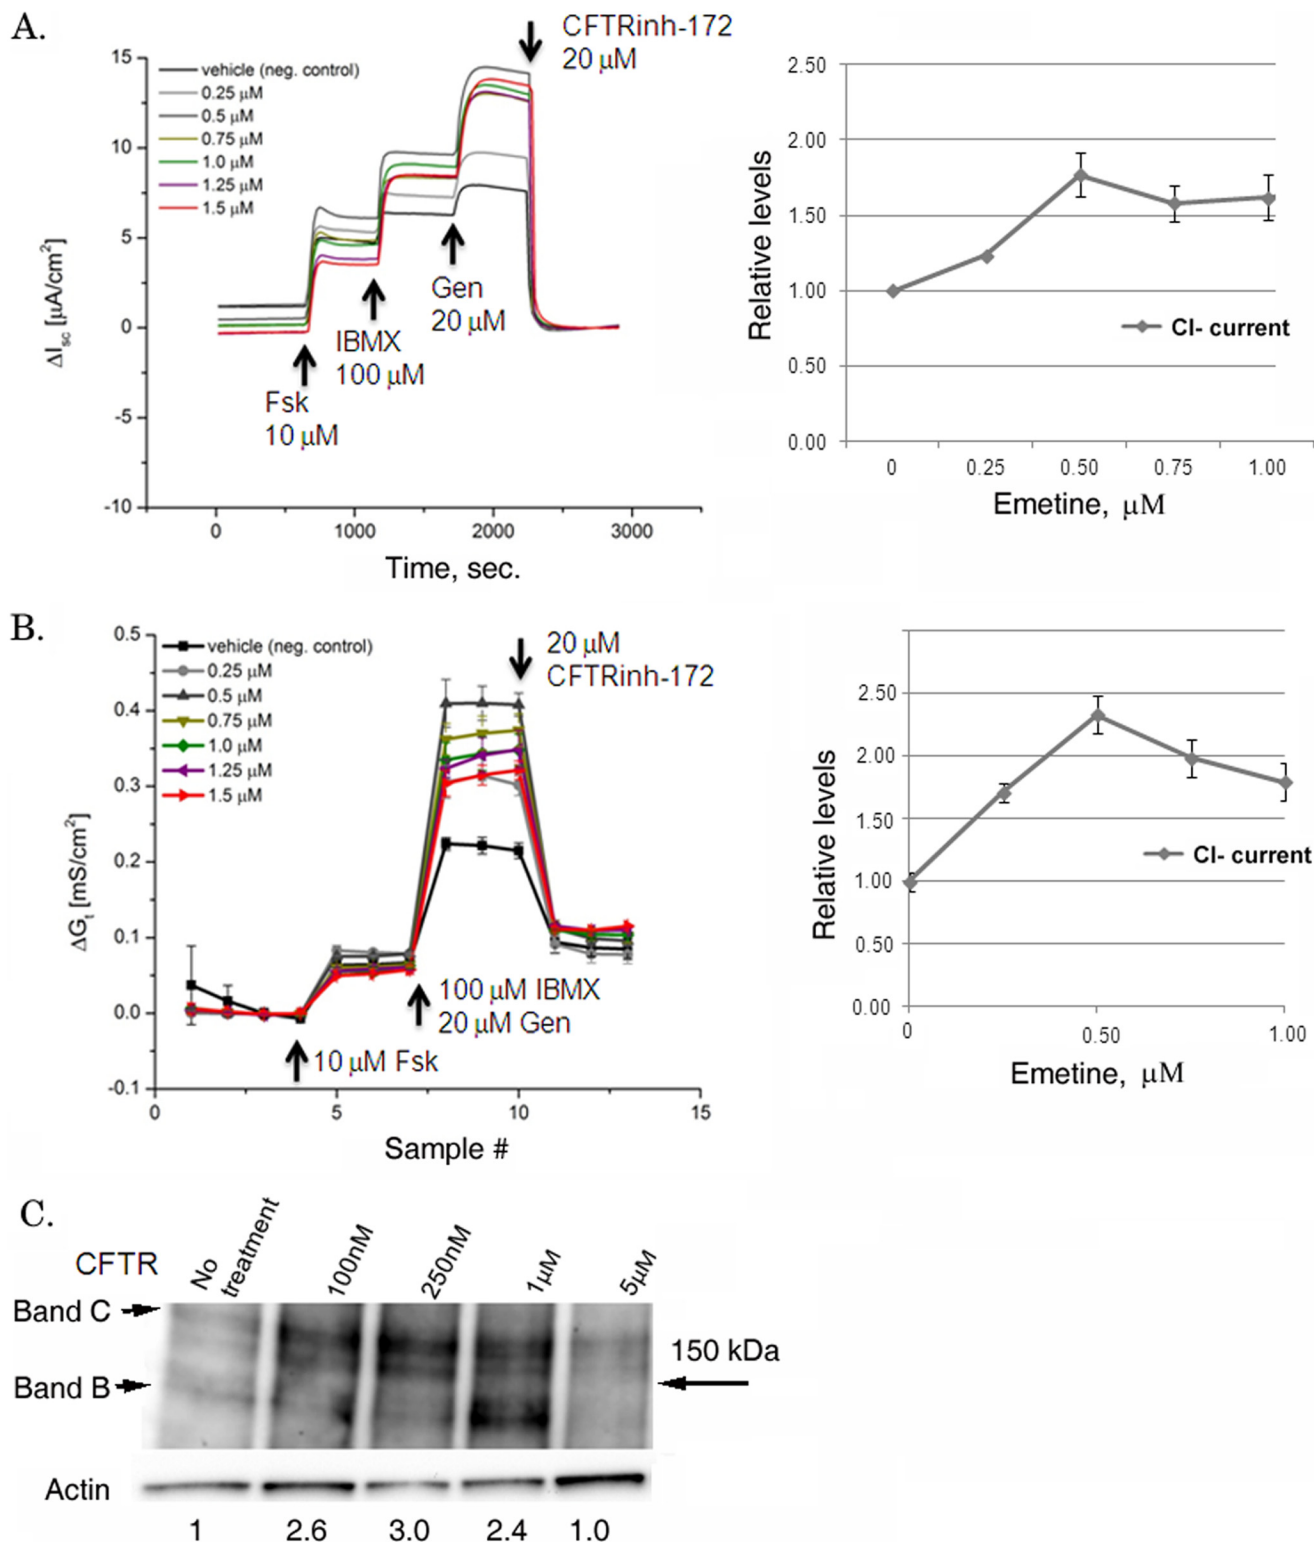 A.
15
10
5
0
-5
-10
ΔIsc [µA/cm2]
vehicle (neg. control)
0.25 µM
0.5 µM
0.75 µM
1.0 µM
1.25 µM
1.5 µM
CFTRinh-172
20 µM
Gen
20 µM
IBMX
100 µM
Fsk
10 µM
0 1000 2000 3000
Time, sec.
2.50
2.00
1.50
1.00
0.50
0.00
Relative levels
Cl- current
0 0.25 0.50 0.75 1.00
Emetine, µM
B.
0.5
0.4
0.3
0.2
0.1
0.0
-0.1
ΔGt [mS/cm2]
vehicle (neg. control)
0.25 µM
0.5 µM
0.75 µM
1.0 µM
1.25 µM
1.5 µM
20 µM
CFTRinh-172
100 µM IBMX
20 µM Gen
10 µM Fsk
0 5 10 15
Sample #
2.50
2.00
1.50
1.00
0.50
0.00
Relative levels
Cl- current
0 0.50 1.00
Emetine, µM
C.
CFTR
No
treatment
100nM
250nM
1µM
5µM
Band C
150 kDa
Band B
Actin
1 2.6 3.0 2.4 1.0